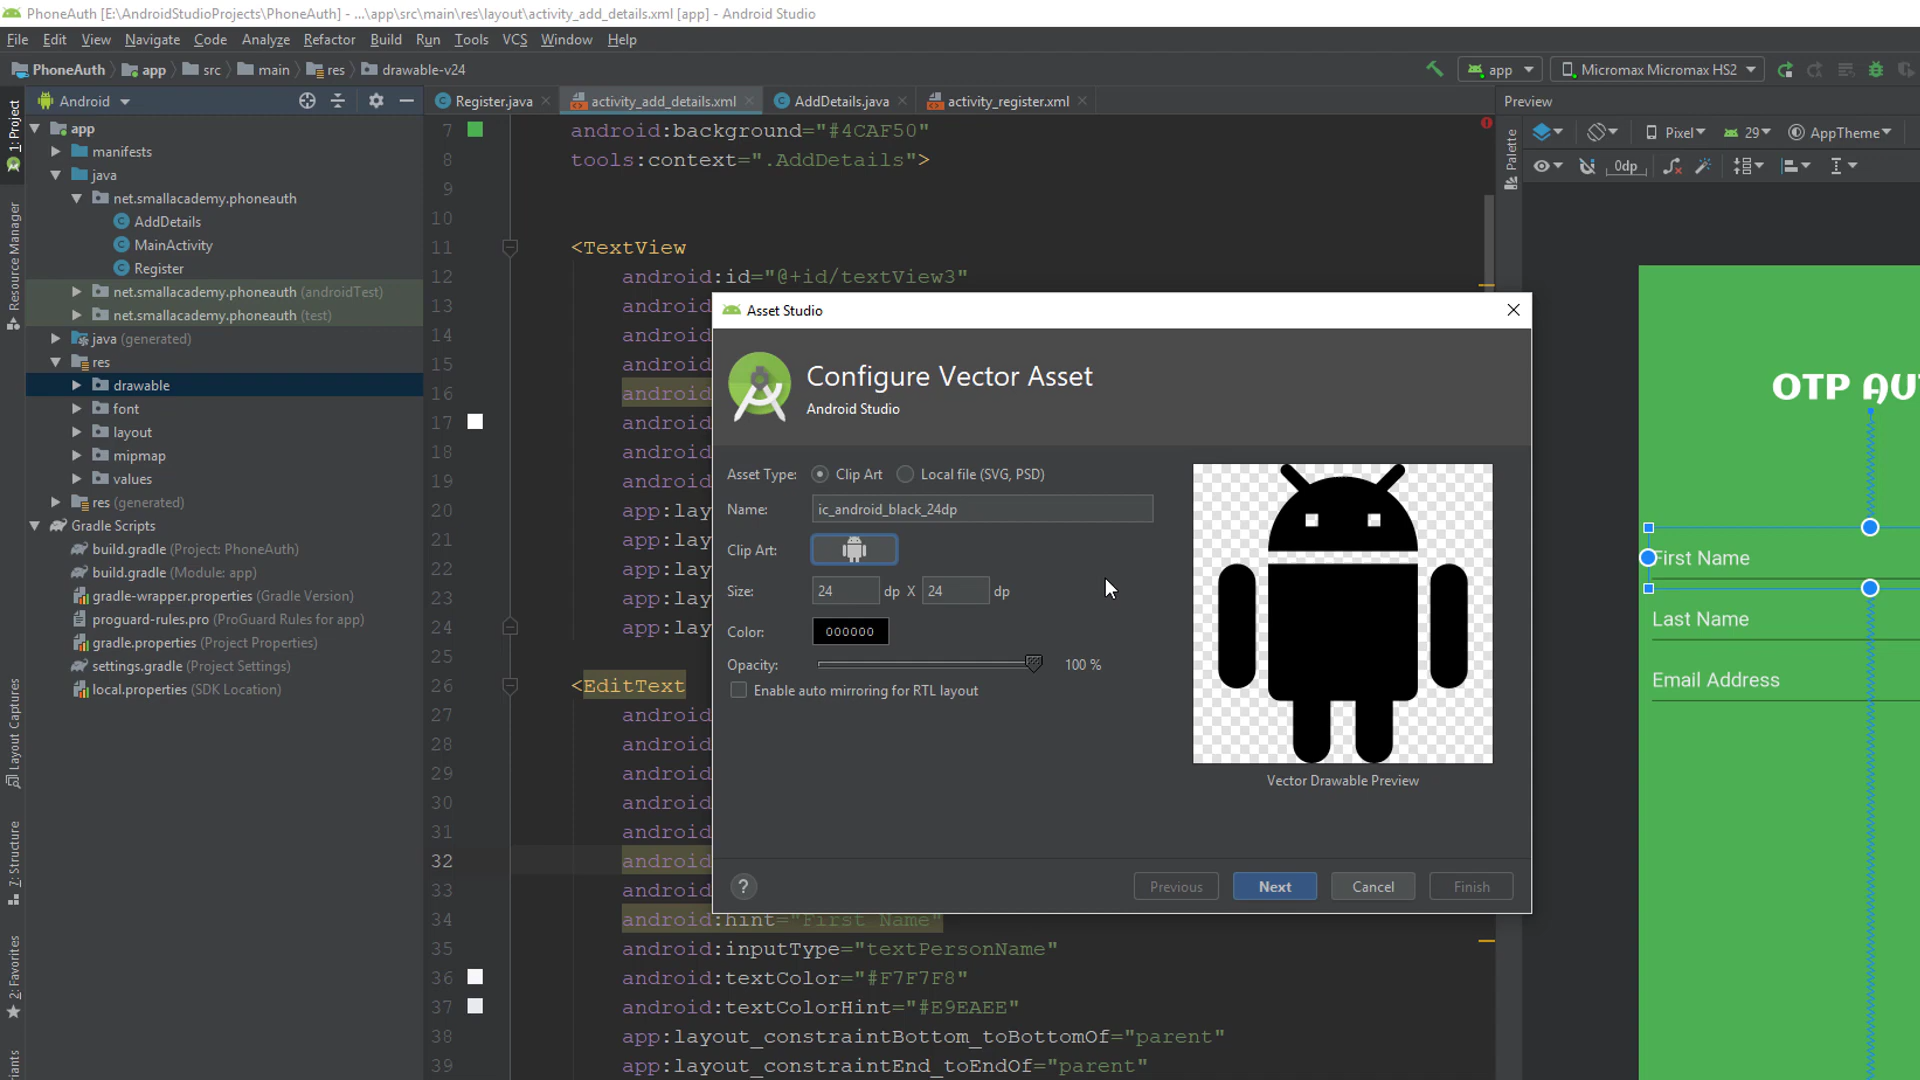 PhoneAuth [E:\AndroidStudioProjects\PhoneAuth] - ...\app\src\main\res\layout\activity_add_details.xml [app] - Android Studio
File Edit View Navigate Code Analyze Refactor Build Run Tools VCS Window Help
PhoneAuth app src main res drawable-v24
app Micromax Micromax HS2
1: Project
Resource Manager
Layout Captures
7: Structure
2: Favorites
Android
app
manifests
java
net.smallacademy.phoneauth
AddDetails
MainActivity
Register
net.smallacademy.phoneauth (androidTest)
net.smallacademy.phoneauth (test)
java (generated)
res
drawable
font
layout
mipmap
values
res (generated)
Gradle Scripts
build.gradle (Project: PhoneAuth)
build.gradle (Module: app)
gradle-wrapper.properties (Gradle Version)
proguard-rules.pro (ProGuard Rules for app)
gradle.properties (Project Properties)
settings.gradle (Project Settings)
local.properties (SDK Location)
Register.java activity_add_details.xml AddDetails.java activity_register.xml
7 android:background="#4CAF50"
8 tools:context=".AddDetails">
9
10
11 <TextView
12 android:id="@+id/textView3"
13 android
14 android
15 android
16 android
17 android
18 android
19 android
20 app:lay
21 app:lay
22 app:lay
23 app:lay
24 app:lay
25
26 <EditText
27 android
28 android
29 android
30 android
31 android
32 android
33 android
34 android:hint="First Name"
35 android:inputType="textPersonName"
36 android:textColor="#F7F7F8"
37 android:textColorHint="#E9EAEE"
38 app:layout_constraintBottom_toBottomOf="parent"
39 app:layout_constraintEnd_toEndOf="parent"
Asset Studio
Configure Vector Asset
Android Studio
Asset Type: Clip Art Local file (SVG, PSD)
Name: ic_android_black_24dp
Clip Art:
Size: 24 dp X 24 dp
Color: 000000
Opacity: 100 %
Enable auto mirroring for RTL layout
Vector Drawable Preview
? Previous Next Cancel Finish
Preview
Palette
Pixel 29 AppTheme
0dp
OTP AU
First Name
Last Name
Email Address